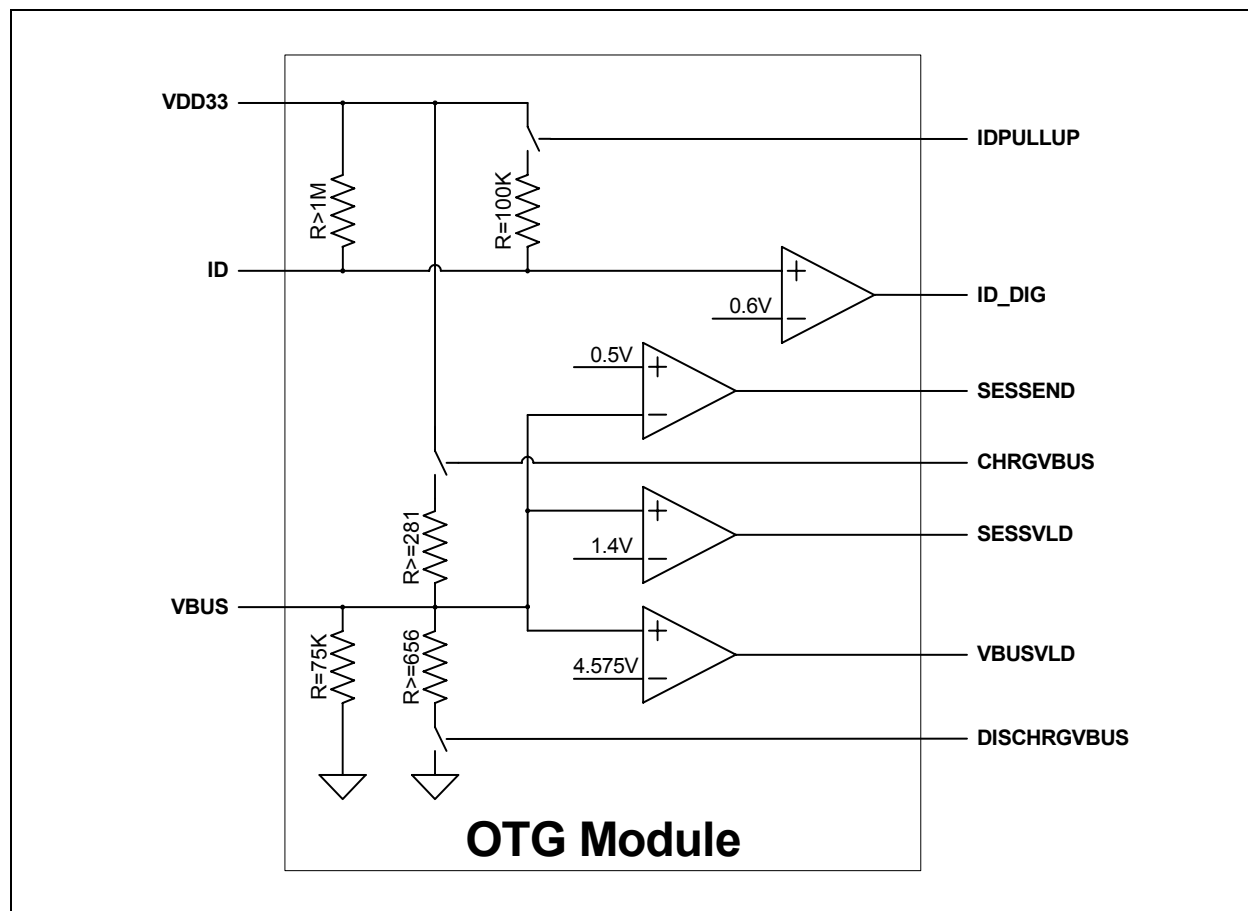 VDD33
IDPULLUP
R>1M
R=100K
ID
+
−
0.6V
ID_DIG
0.5V
+
−
SESSEND
CHRGVBUS
R>=281
+
−
1.4V
SESSVLD
VBUS
R=75K
R>=656
+
−
4.575V
VBUSVLD
DISCHRGVBUS
OTG Module